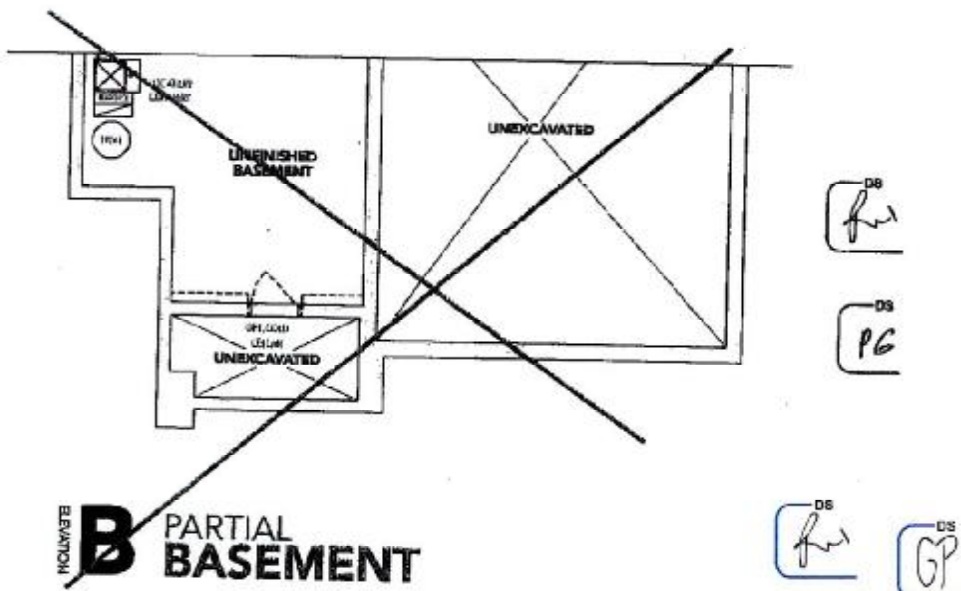 UNEXCAVATED
UNFINISHED
BASEMENT
DS
DS
PG
UNEXCAVATED
ELEVATION
B
PARTIAL
BASEMENT
DS
DS
GP